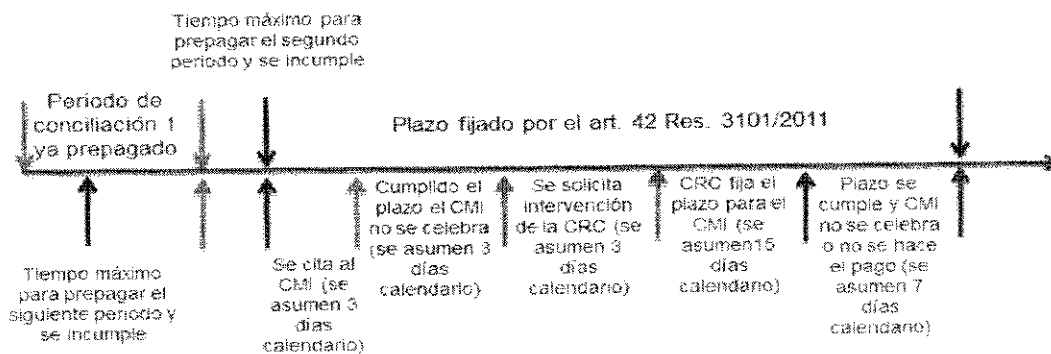 Tiempo máximo para
prepagar el segundo
periodo y se incumple
Periodo de
conciliación 1
ya prepagado
Plazo fijado por el art. 42 Res. 3101/2011
Tiempo máximo
para prepagar el
siguiente periodo y
se incumple
Se cita al
CMI (se
asumen 3
días
calendario)
Cumplido el
plazo el CMI
no se celebra
(se asumen 3
días
calendario)
Se solicita
intervención
de la CRC (se
asumen 3
días
calendario)
CRC fija el
plazo para el
CMI (se
asumen15
días
calendario)
Plazo se
cumple y CMI
no se celebra
o no se hace
el pago (se
asumen 7
días
calendario)